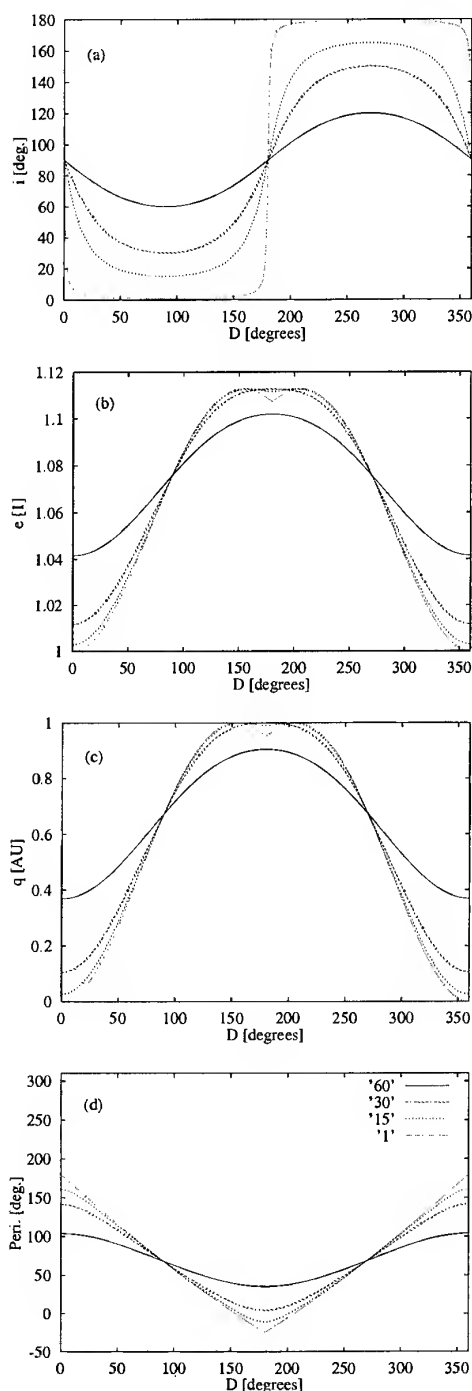 180
160
140
120
100
80
60
40
20
0
i [deg.]
(a)
0 50 100 150 200 250 300 350
D [degrees]
1.12
1.1
1.08
1.06
1.04
1.02
1
e [1]
(b)
0 50 100 150 200 250 300 350
D [degrees]
1
0.8
0.6
0.4
0.2
0
q [AU]
(c)
0 50 100 150 200 250 300 350
D [degrees]
300
250
200
150
100
50
0
-50
Peri. [deg.]
(d)
'60'
'30'
'15'
'1'
0 50 100 150 200 250 300 350
D [degrees]